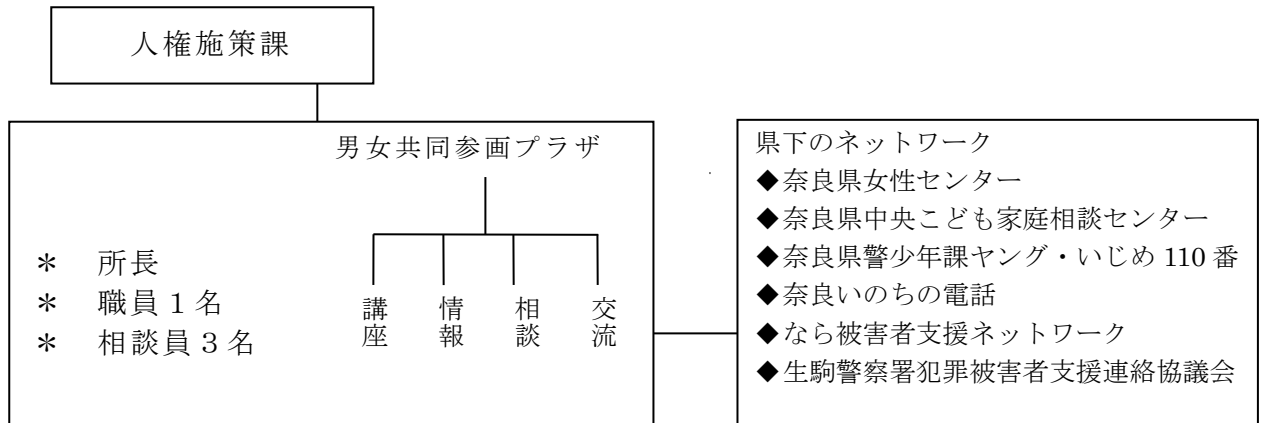 人権施策課
男女共同参画プラザ
＊ 所長
＊ 職員１名
＊ 相談員３名
講座
情報
相談
交流
県下のネットワーク
◆奈良県女性センター
◆奈良県中央こども家庭相談センター
◆奈良県警少年課ヤング・いじめ 110 番
◆奈良いのちの電話
◆なら被害者支援ネットワーク
◆生駒警察署犯罪被害者支援連絡協議会